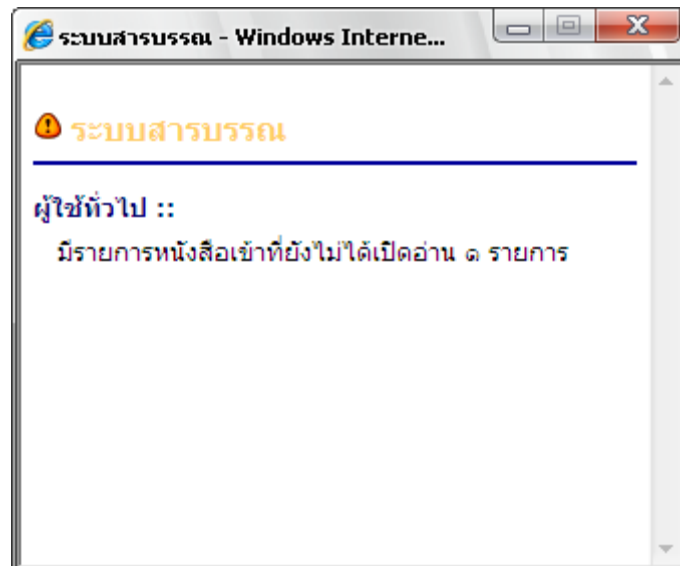 ระบบสารบรรณ - Windows Interne...
ระบบสารบรรณ
ผู้ใช้ทั่วไป ::
มีรายการหนังสือเข้าที่ยังไม่ได้เปิดอ่าน ๑ รายการ